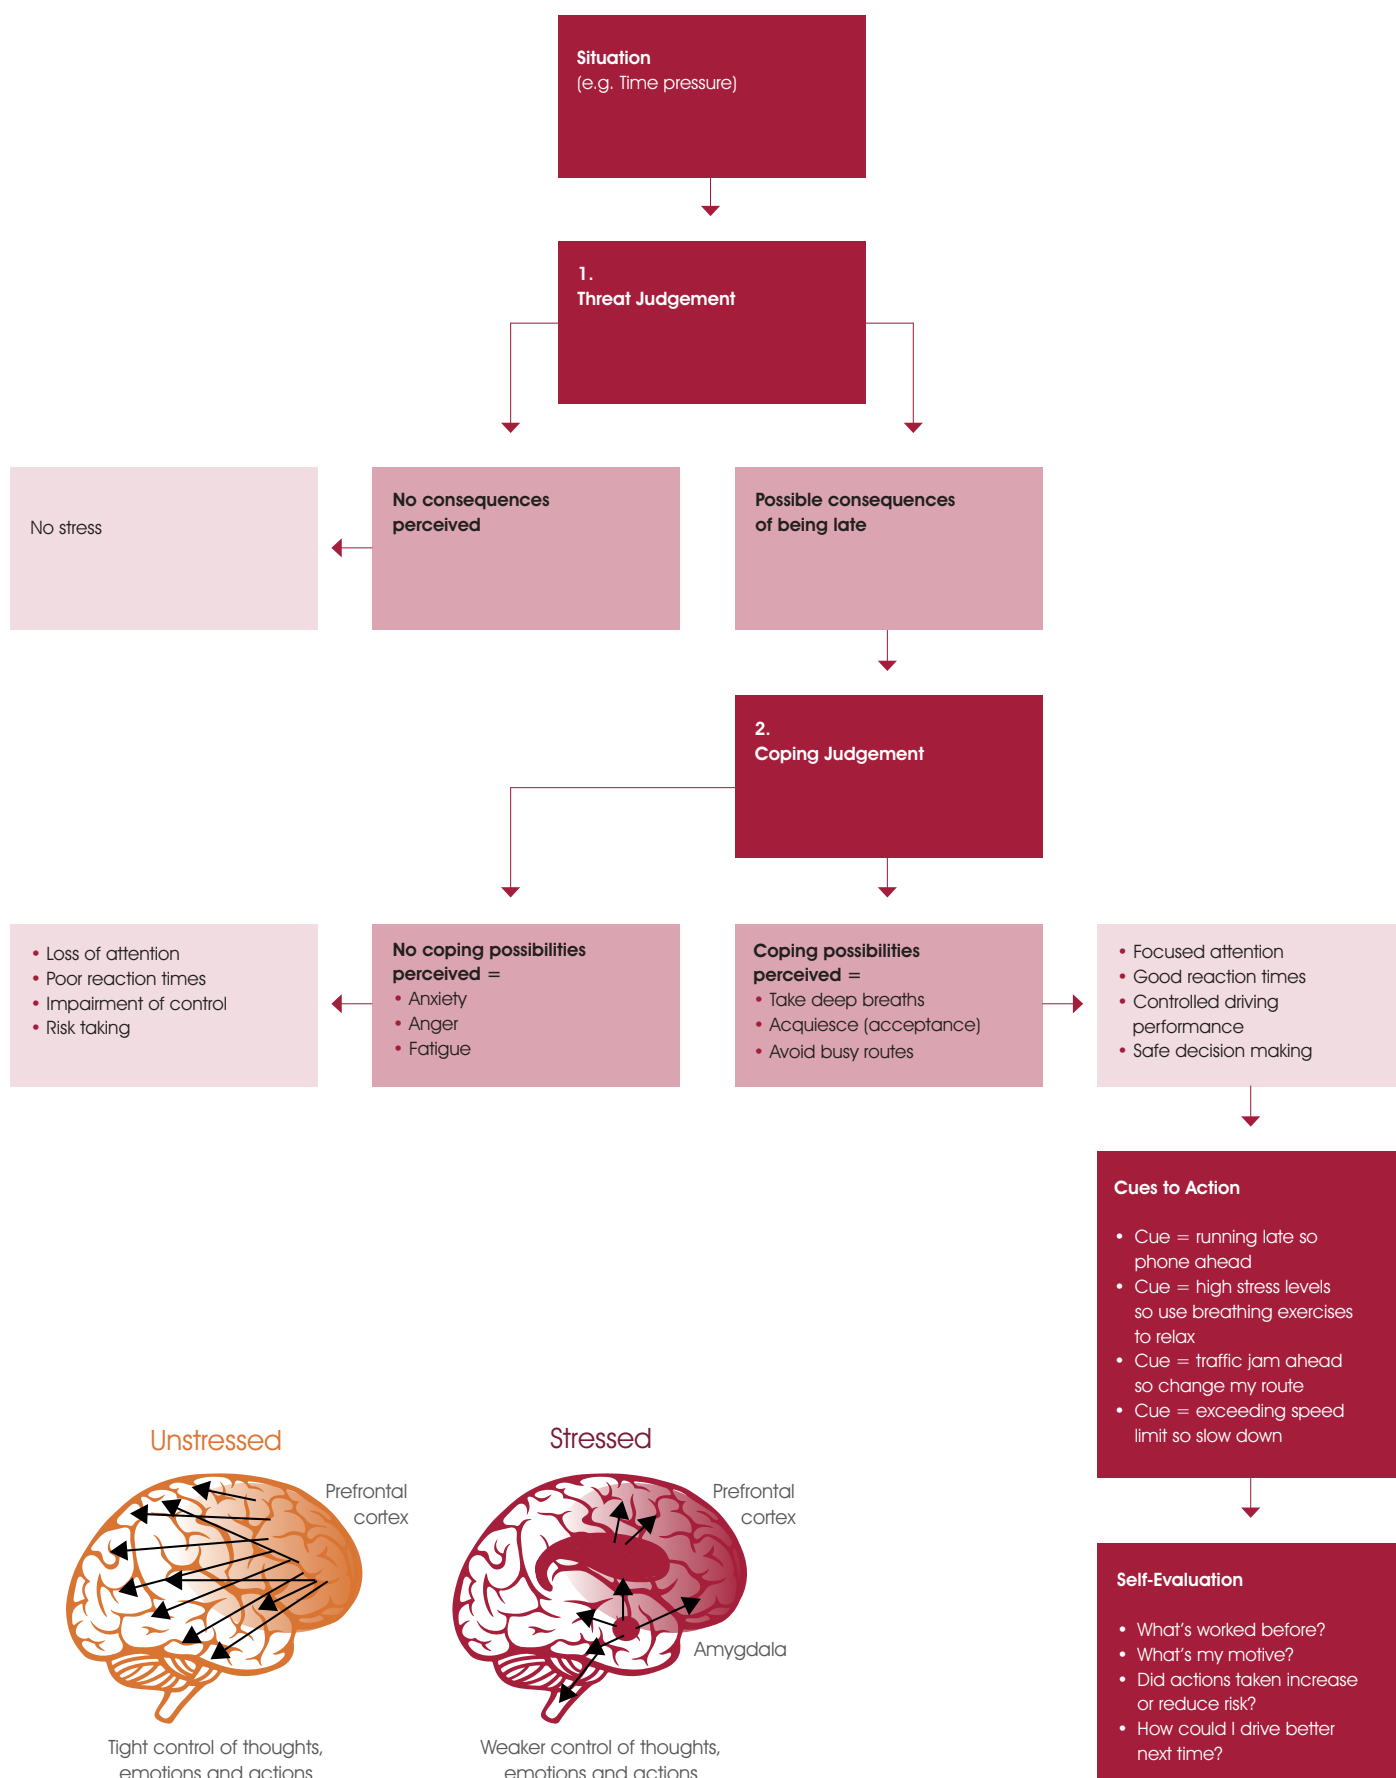 Situation
(e.g. Time pressure)
1.
Threat Judgement
No stress
No consequences
perceived
Possible consequences
of being late
2.
Coping Judgement
• Loss of attention
• Poor reaction times
• Impairment of control
• Risk taking
No coping possibilities
perceived =
• Anxiety
• Anger
• Fatigue
Coping possibilities
perceived =
• Take deep breaths
• Acquiesce (acceptance)
• Avoid busy routes
• Focused attention
• Good reaction times
• Controlled driving
performance
• Safe decision making
Cues to Action
• Cue = running late so
phone ahead
• Cue = high stress levels
so use breathing exercises
to relax
• Cue = traffic jam ahead
so change my route
• Cue = exceeding speed
limit so slow down
Unstressed
Prefrontal
cortex
Tight control of thoughts,
emotions and actions
Stressed
Prefrontal
cortex
Amygdala
Weaker control of thoughts,
emotions and actions
Self-Evaluation
• What's worked before?
• What's my motive?
• Did actions taken increase
or reduce risk?
• How could I drive better
next time?